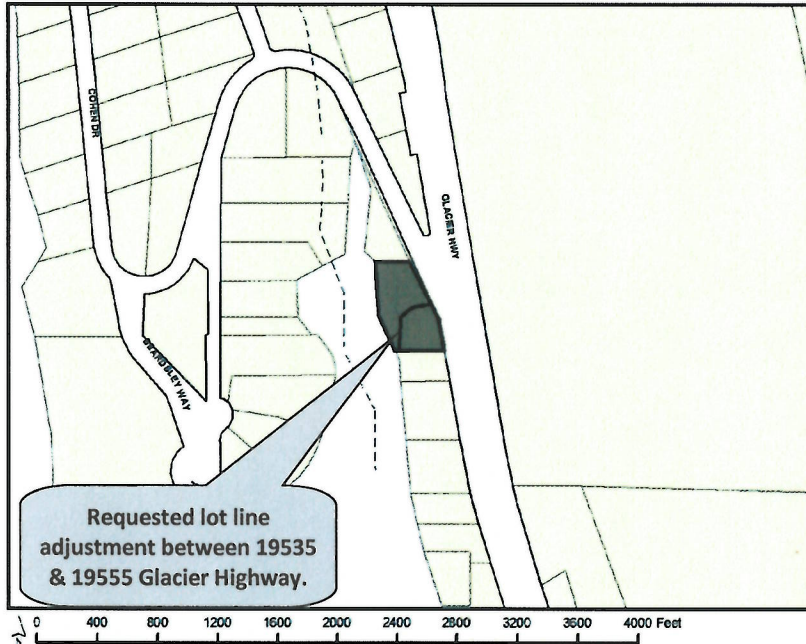 COHEN DR
GLACIER HWY
BEARDSLEY WAY
Requested lot line
adjustment between 19535
& 19555 Glacier Highway.
0 400 800 1200 1600 2000 2400 2800 3200 3600 4000 Feet